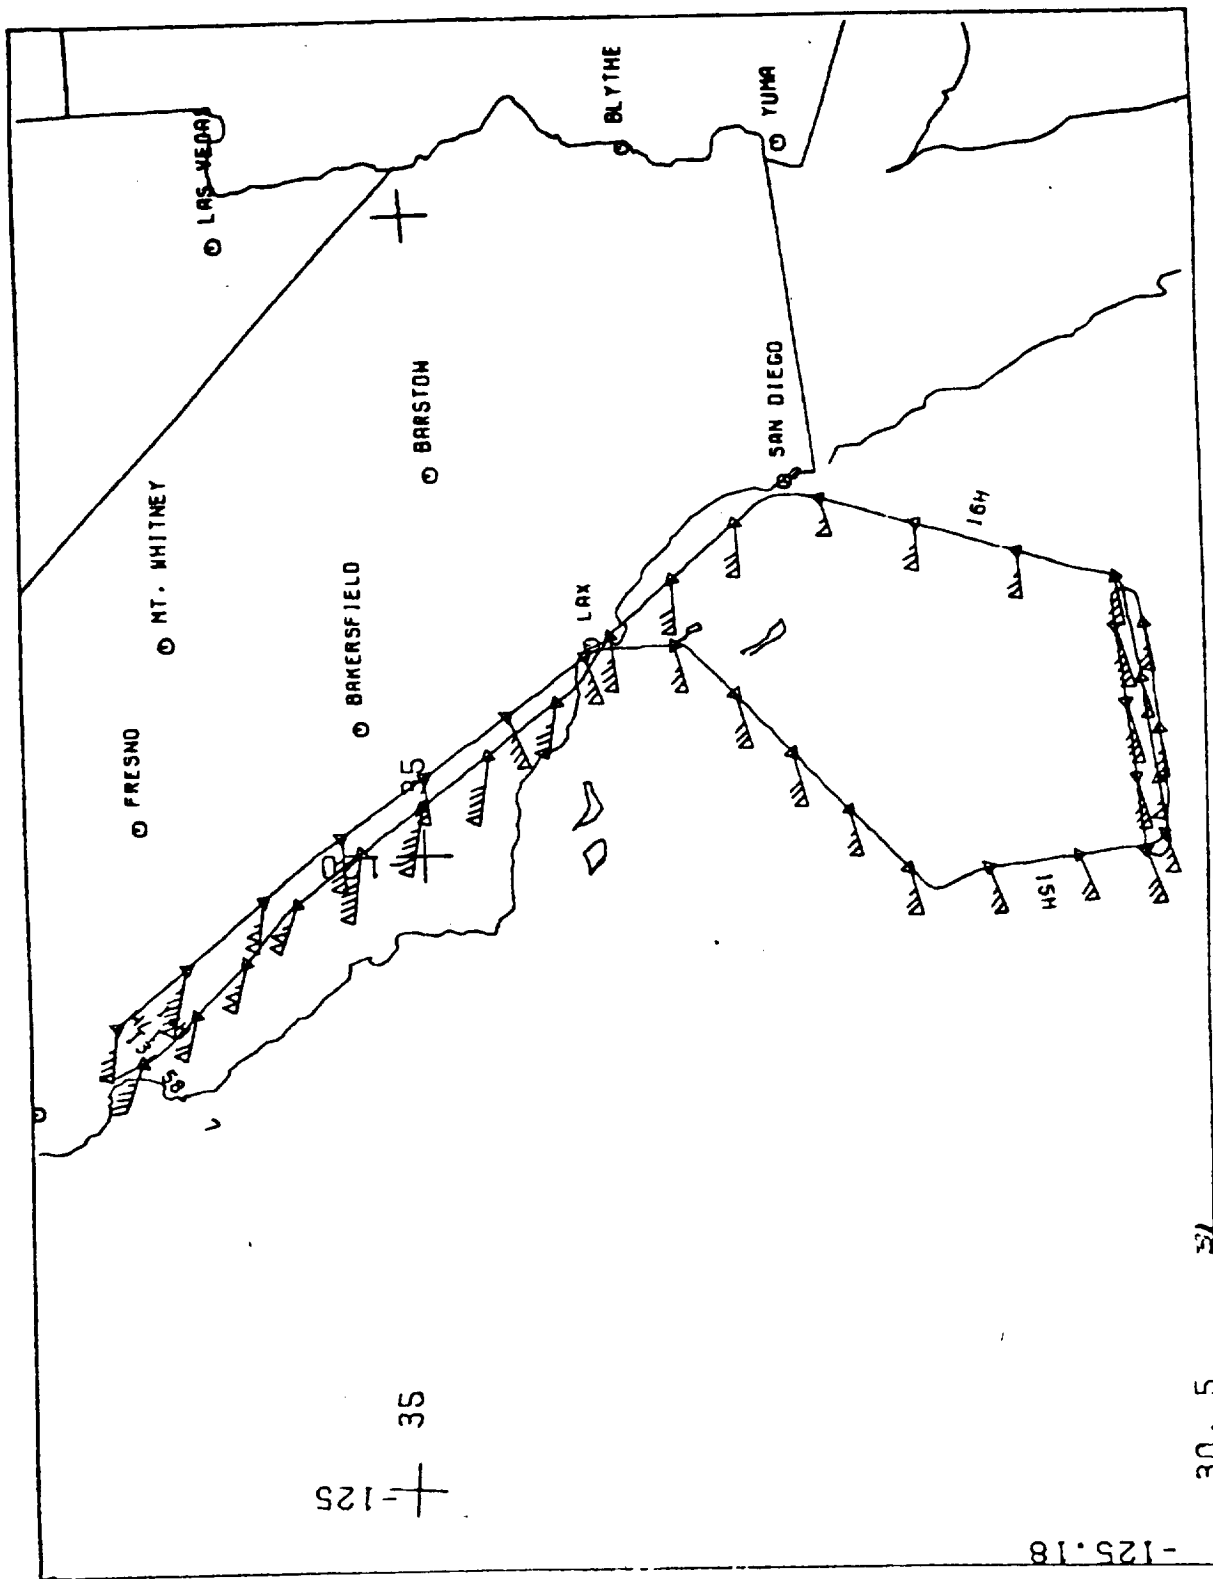 LAS VEGAS
BLYTHE
YUMA
MT. WHITNEY
BARSTOW
SAN DIEGO
FRESNO
BAKERSFIELD
LAX
35
16H
15H
35
-125
30.5
-125.18